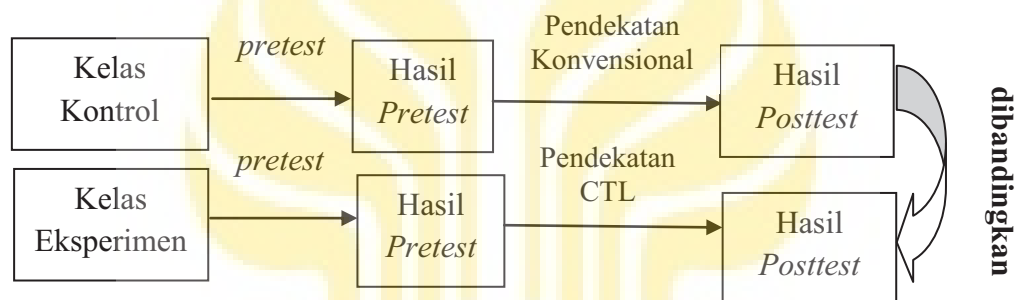 Kelas
Kontrol
pretest
Hasil
Pretest
Pendekatan
Konvensional
Hasil
Posttest
Kelas
Eksperimen
pretest
Hasil
Pretest
Pendekatan
CTL
Hasil
Posttest
dibandingkan